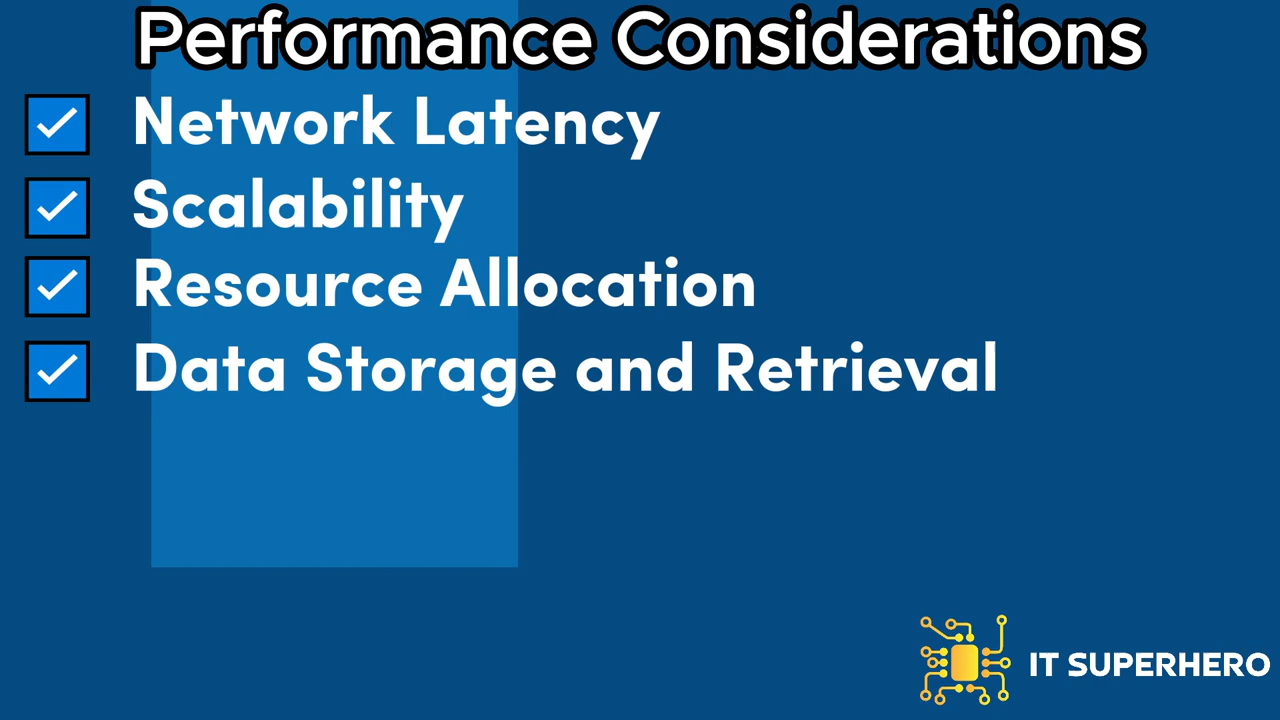 Performance Considerations
Network Latency
Scalability
Resource Allocation
Data Storage and Retrieval
IT SUPERHERO